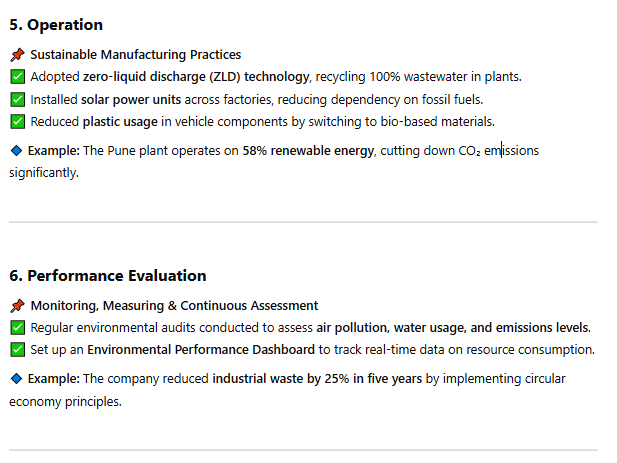 5. Operation
📌 Sustainable Manufacturing Practices
✅ Adopted zero-liquid discharge (ZLD) technology, recycling 100% wastewater in plants.
✅ Installed solar power units across factories, reducing dependency on fossil fuels.
✅ Reduced plastic usage in vehicle components by switching to bio-based materials.
🔹 Example: The Pune plant operates on 58% renewable energy, cutting down CO₂ emissions
significantly.
6. Performance Evaluation
📌 Monitoring, Measuring & Continuous Assessment
✅ Regular environmental audits conducted to assess air pollution, water usage, and emissions levels.
✅ Set up an Environmental Performance Dashboard to track real-time data on resource consumption.
🔹 Example: The company reduced industrial waste by 25% in five years by implementing circular
economy principles.